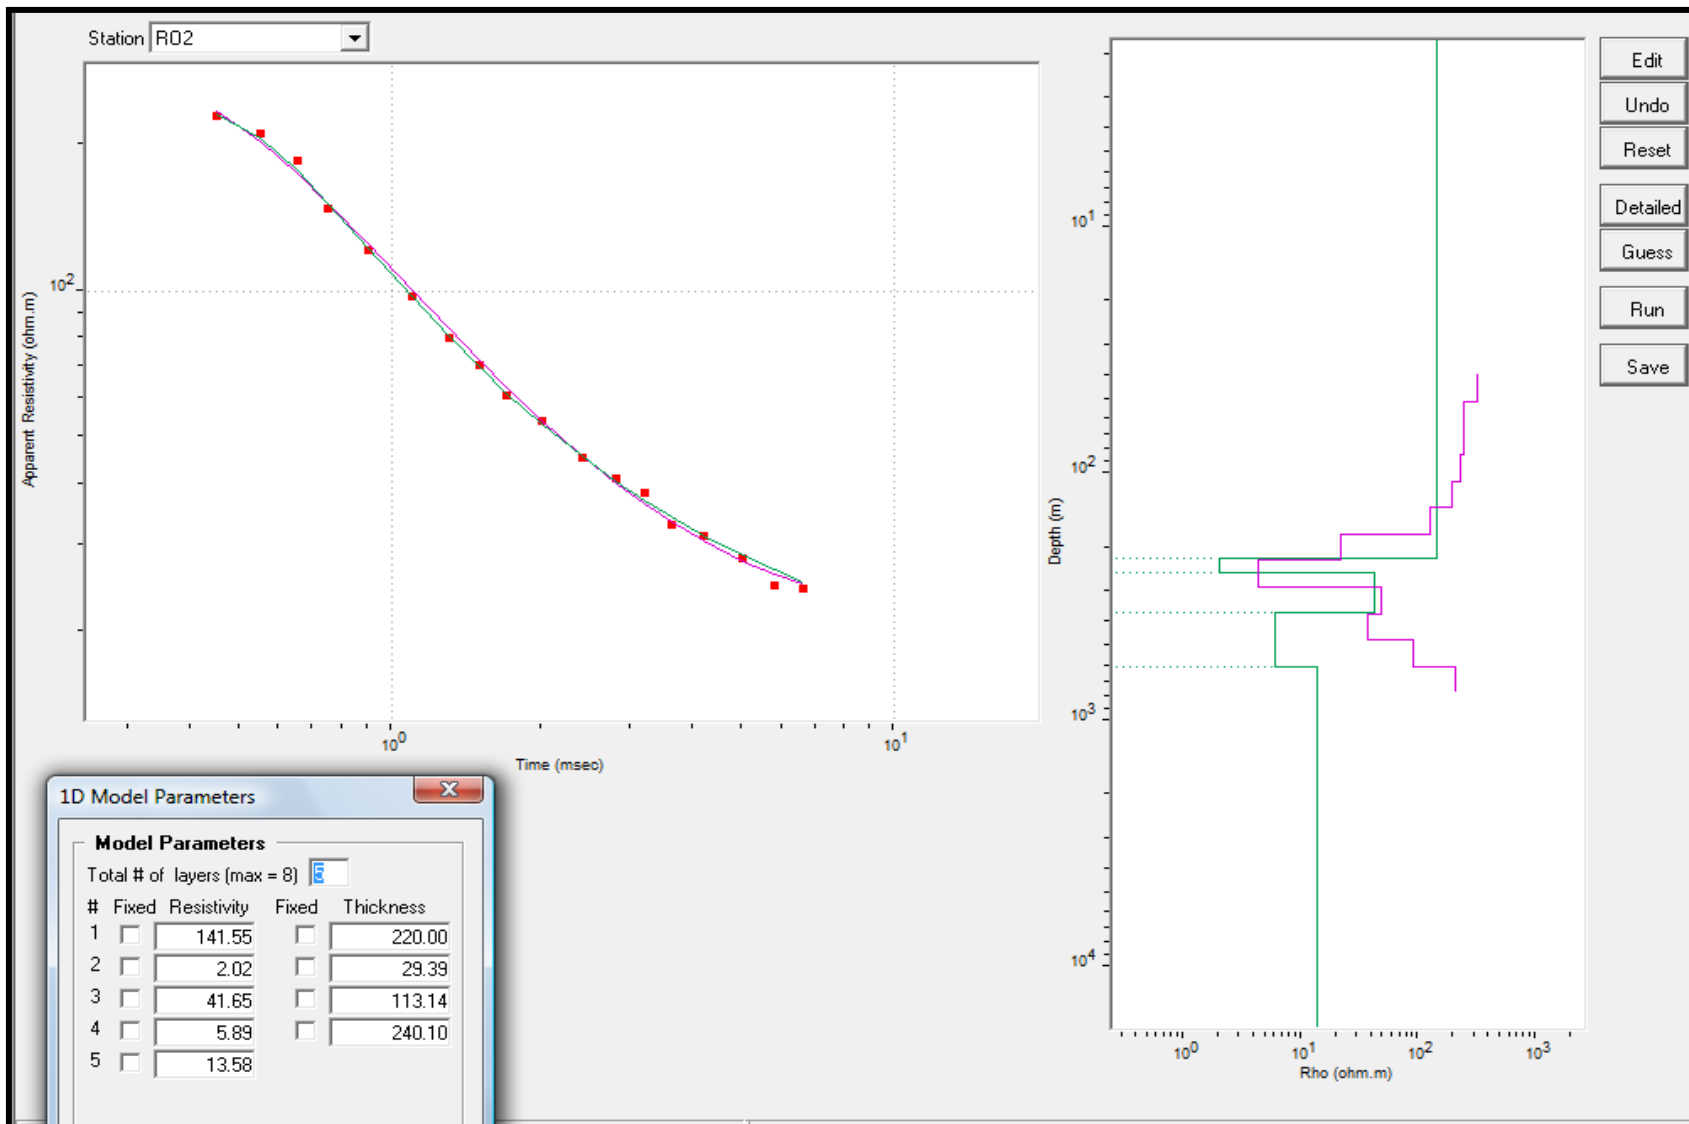 Station R02
Edit
Undo
Reset
Detailed
Guess
Run
Save
Apparent Resistivity (ohm.m)
10²
10⁰ 10¹
Time (msec)
Depth (m)
10¹
10²
10³
10⁴
10⁰ 10¹ 10² 10³
Rho (ohm.m)
1D Model Parameters
Model Parameters
Total # of layers (max = 8) 5
# Fixed Resistivity Fixed Thickness
1 141.55 220.00
2 2.02 29.39
3 41.65 113.14
4 5.89 240.10
5 13.58